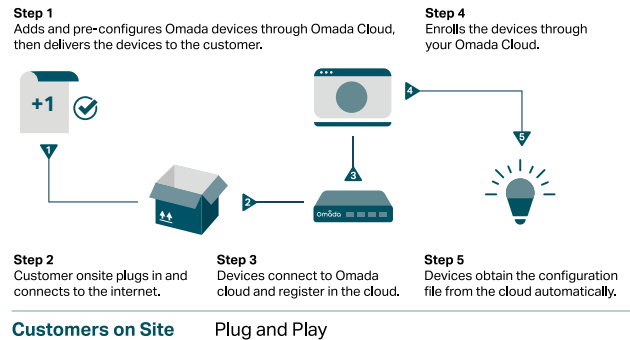 Step 1
Adds and pre-configures Omada devices through Omada Cloud,
then delivers the devices to the customer.
Step 4
Enrolls the devices through
your Omada Cloud.
+1
1
2
omada
3
4
5
Step 2
Customer onsite plugs in and
connects to the internet.
Step 3
Devices connect to Omada
cloud and register in the cloud.
Step 5
Devices obtain the configuration
file from the cloud automatically.
Customers on Site
Plug and Play